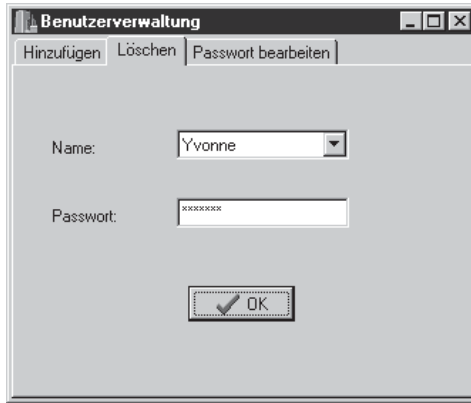 Benutzerverwaltung
Hinzufügen Löschen Passwort bearbeiten
Name: Yvonne
Passwort: *******
OK